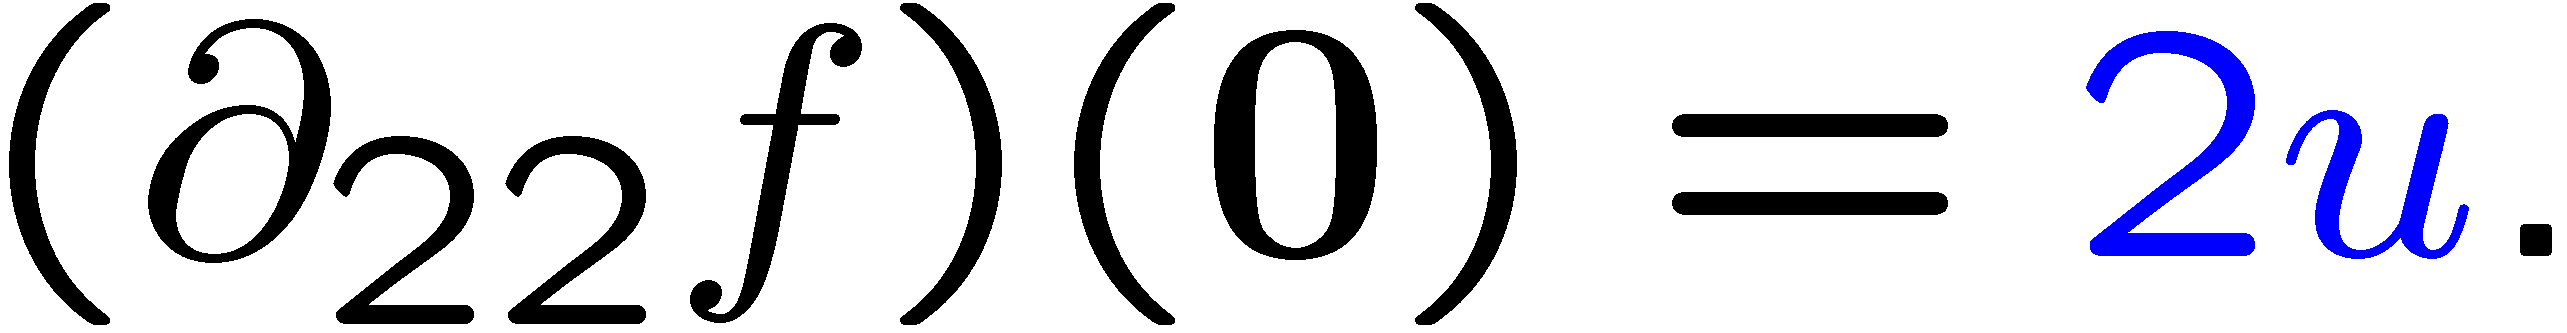 (∂₂₂f)(𝟎) = 2u.